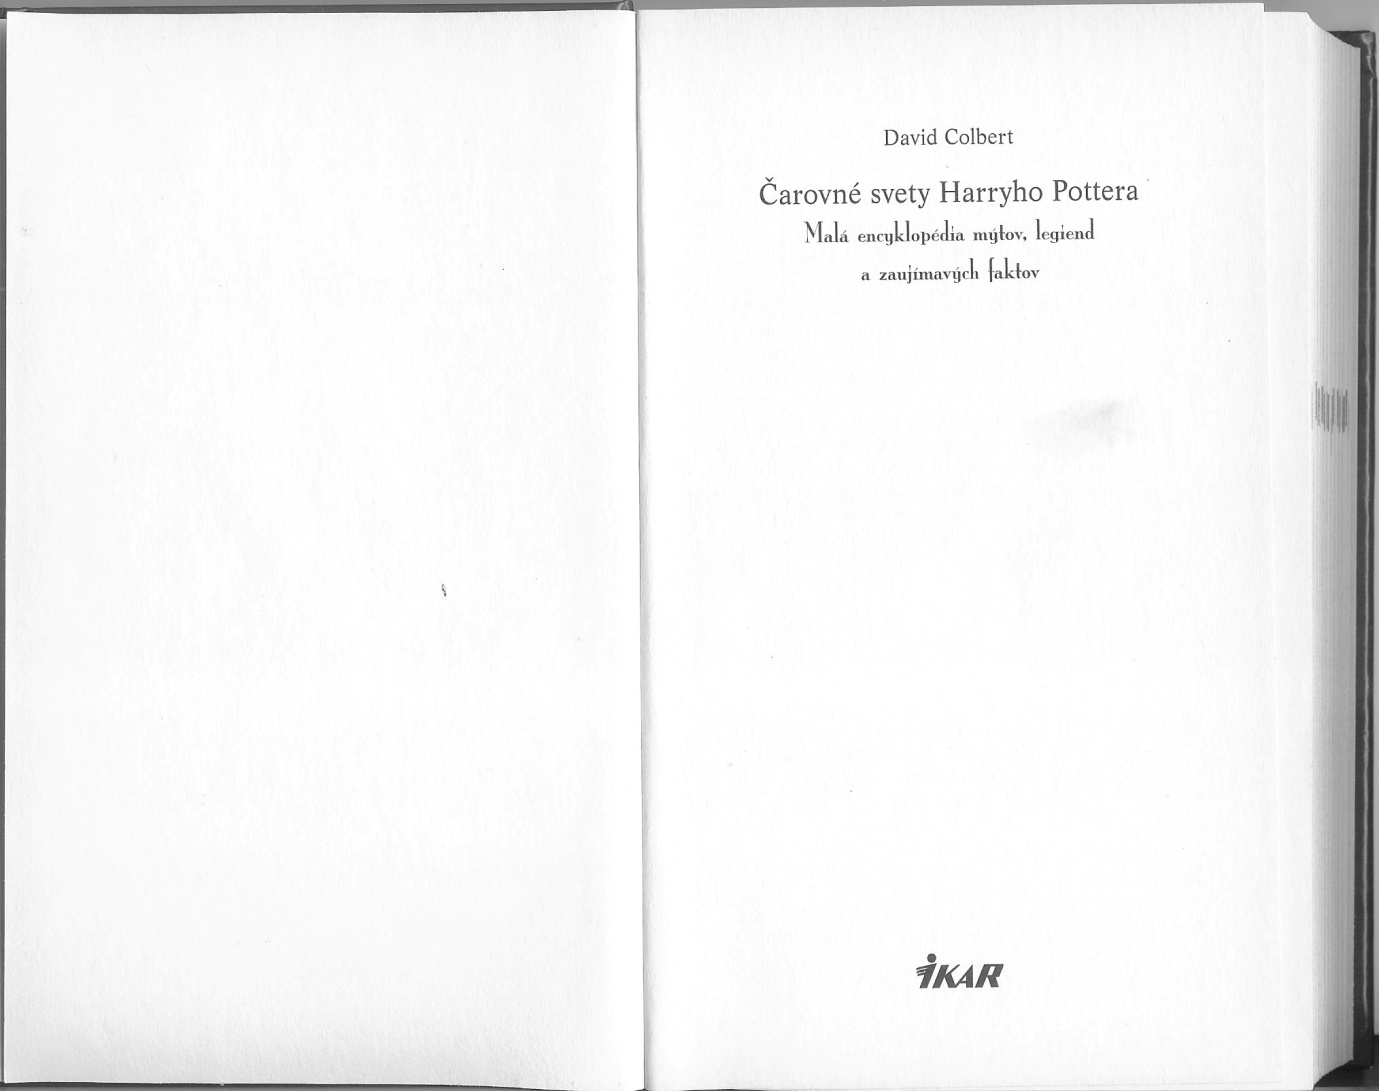 David Colbert
Čarovné svety Harryho Pottera
Malá encyklopédia mýtov, legiend
a zaujímavých faktov
IKAR